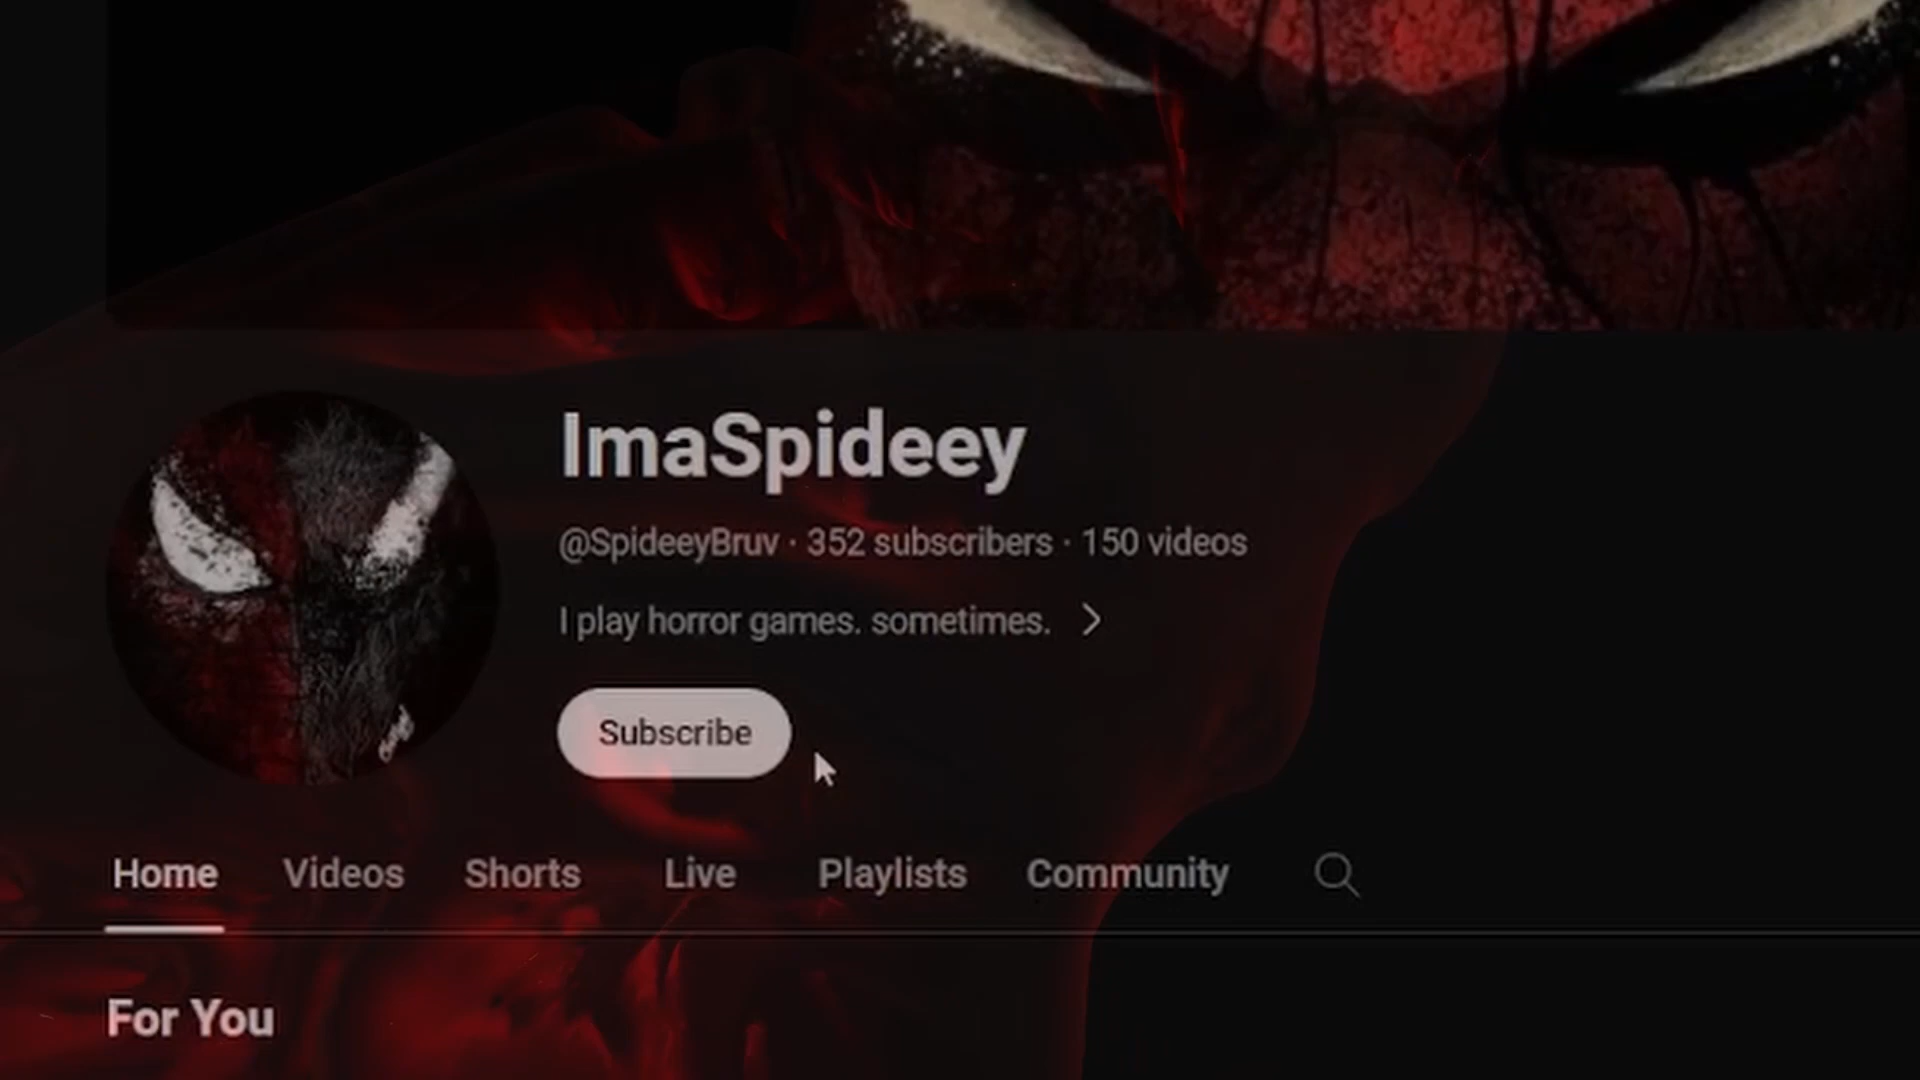 ImaSpideey
@SpideeyBruv · 352 subscribers · 150 videos
I play horror games. sometimes.
Subscribe
Home Videos Shorts Live Playlists Community
For You